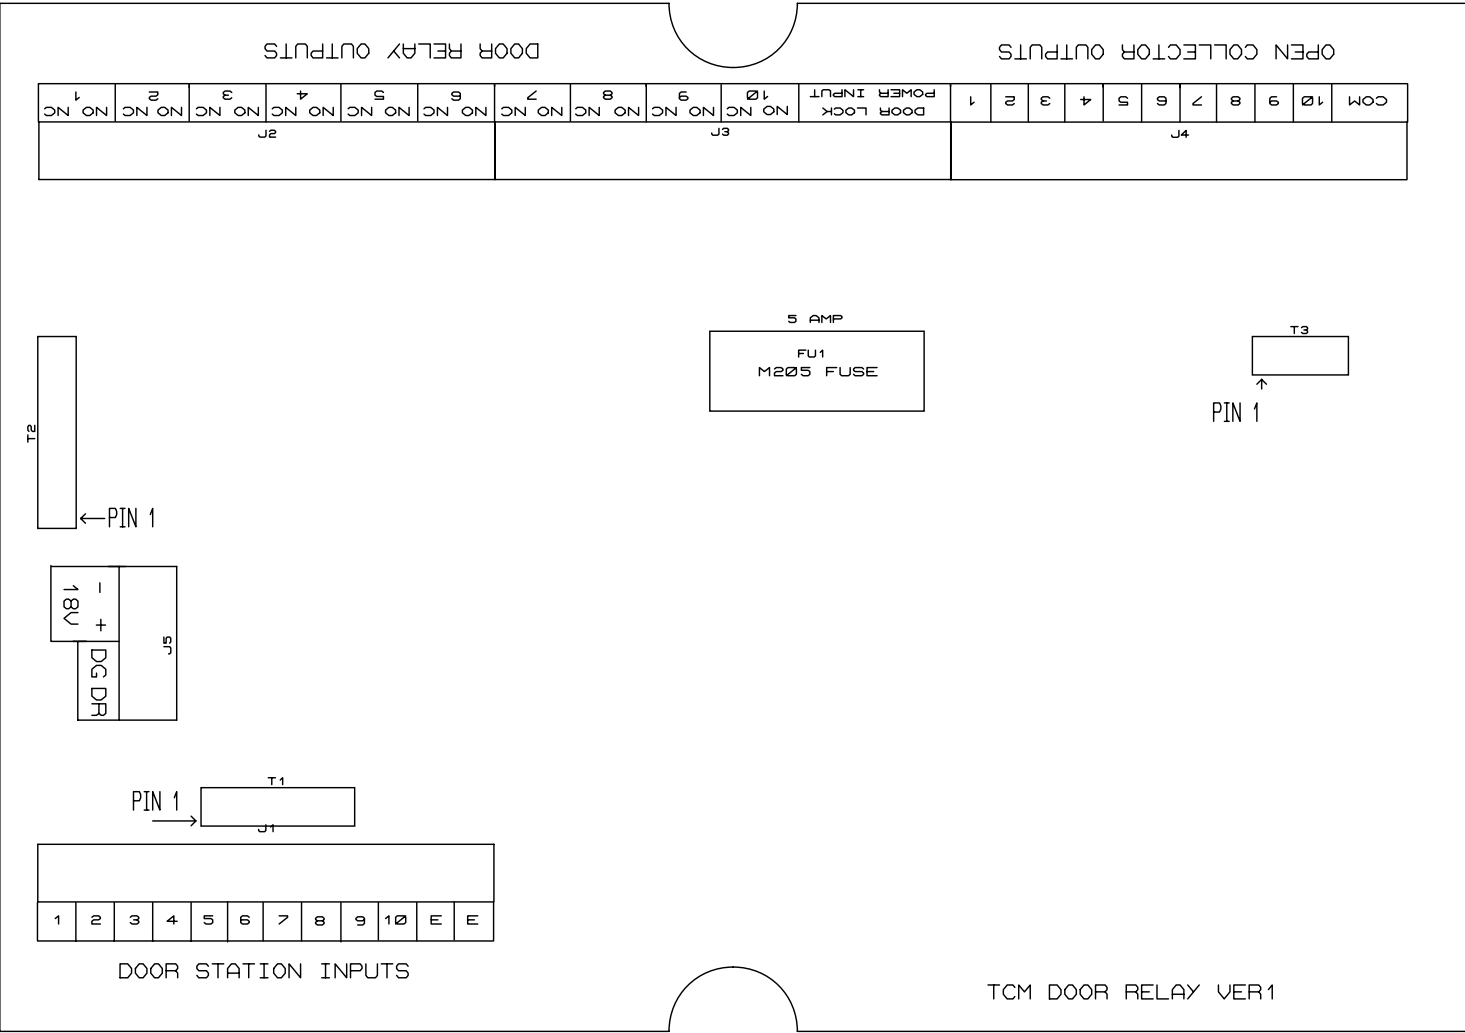 DOOR RELAY OUTPUTS
OPEN COLLECTOR OUTPUTS
1 2 3 4 5 6 7 8 9 10
NC NO NC NO NC NO NC NO NC NO NC NO NC NO NC NO NC NO NC NO
DOOR LOCK
POWER INPUT
1 2 3 4 5 6 7 8 9 10 COM
J2
J3
J4
5 AMP
FU1
M205 FUSE
T3
PIN 1
T2
PIN 1
- +
18V
DG DR
J5
T1
PIN 1
J1
1 2 3 4 5 6 7 8 9 10 E E
DOOR STATION INPUTS
TCM DOOR RELAY VER1